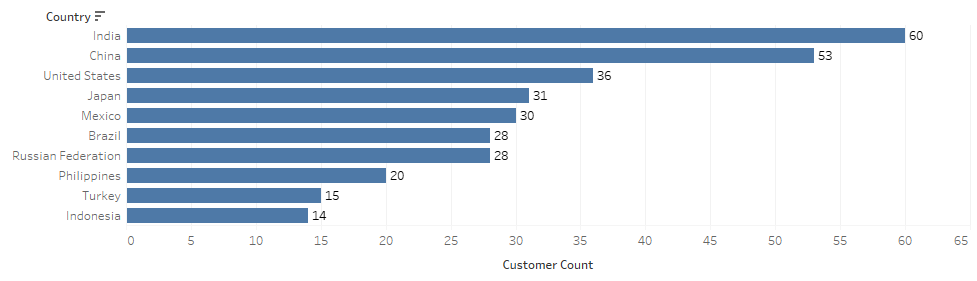 Country
India 60
China 53
United States 36
Japan 31
Mexico 30
Brazil 28
Russian Federation 28
Philippines 20
Turkey 15
Indonesia 14
0 5 10 15 20 25 30 35 40 45 50 55 60 65
Customer Count